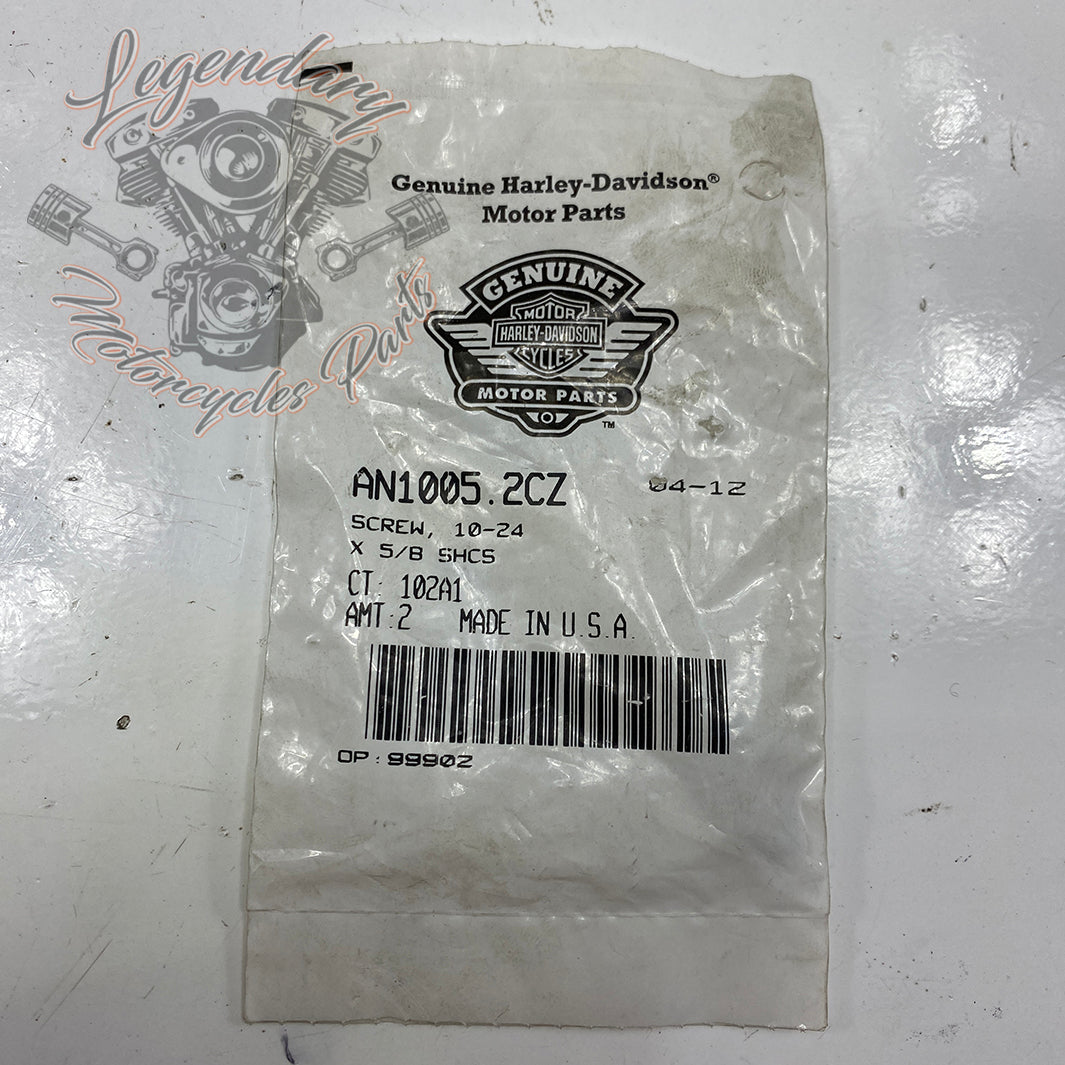 Legendary
Motorcycles Parts
Genuine Harley-Davidson®
Motor Parts
GENUINE
MOTOR
HARLEY-DAVIDSON
CYCLES
MOTOR PARTS
TM
AN1005.2CZ 04-12
SCREW, 10-24
X 5/8 SHCS
CT: 102A1
AMT:2 MADE IN U.S.A.
OP:99902